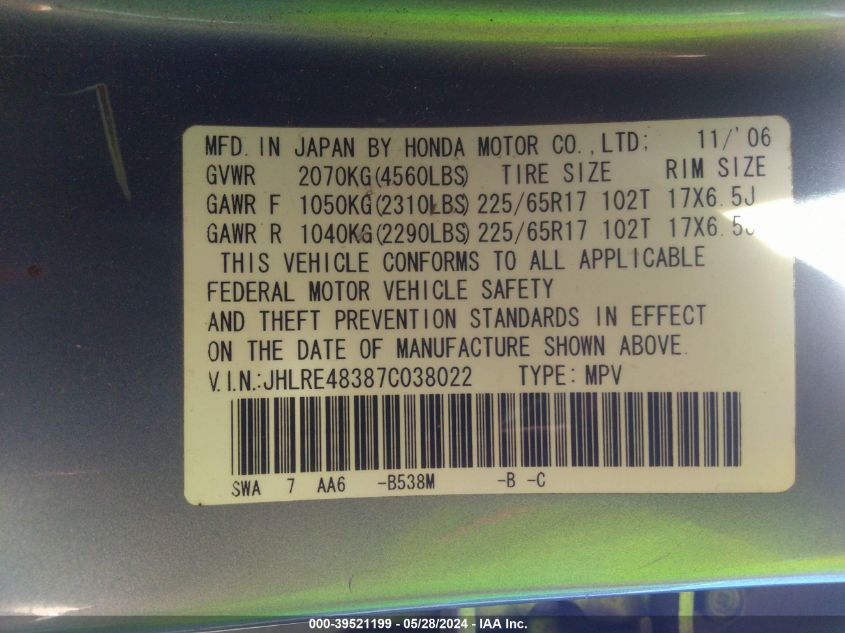 MFD. IN JAPAN BY HONDA MOTOR CO.,LTD: 11/'06
GVWR 2070KG(4560LBS) TIRE SIZE RIM SIZE
GAWR F 1050KG(2310LBS) 225/65R17 102T 17X6.5J
GAWR R 1040KG(2290LBS) 225/65R17 102T 17X6.5J
THIS VEHICLE CONFORMS TO ALL APPLICABLE
FEDERAL MOTOR VEHICLE SAFETY
AND THEFT PREVENTION STANDARDS IN EFFECT
ON THE DATE OF MANUFACTURE SHOWN ABOVE.
V.I.N.:JHLRE48387C038022 TYPE: MPV
SWA 7 AA6 -B538M -B -C
000-39521199 - 05/28/2024 - IAA Inc.